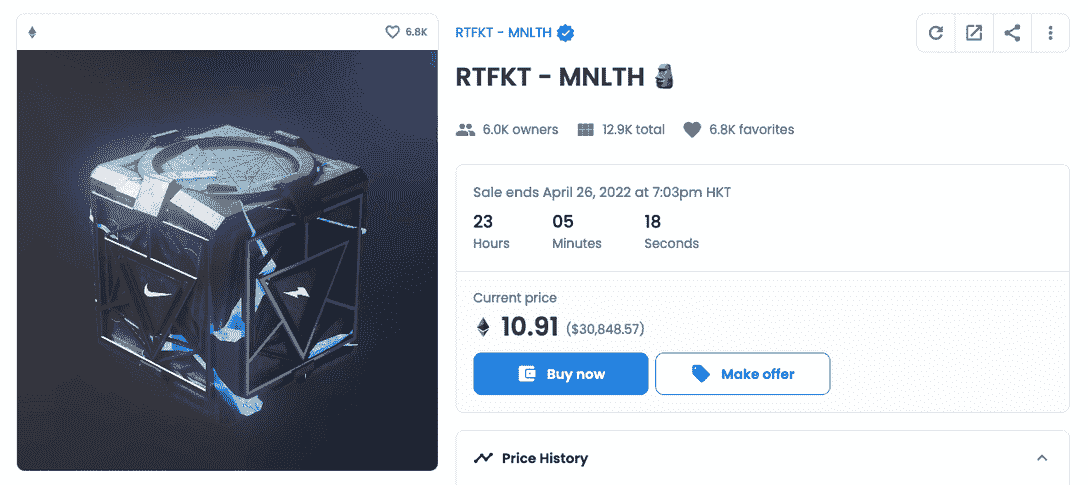 6.8K
RTFKT - MNLTH
RTFKT - MNLTH 🗿
6.0K owners 12.9K total 6.8K favorites
Sale ends April 26, 2022 at 7:03pm HKT
23 05 18
Hours Minutes Seconds
Current price
10.91 ($30,848.57)
Buy now Make offer
Price History